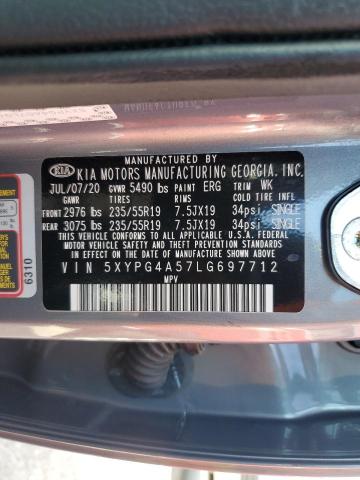 MANUFACTURED BY
KIA KIA MOTORS MANUFACTURING GEORGIA, INC.
JUL/07/20 GVWR 5490 lbs PAINT ERG TRIM WK
GAWR TIRES RIMS COLD TIRE INFL
FRONT 2976 lbs 235/55R19 7.5JX19 34psi, SINGLE
REAR 3075 lbs 235/55R19 7.5JX19 34psi, SINGLE
THIS VEHICLE CONFORMS TO ALL APPLICABLE
U.S. FEDERAL MOTOR VEHICLE SAFETY AND
THEFT PREVENTION STANDARDS IN EFFECT
ON THE DATE OF MANUFACTURE SHOWN ABOVE.
VIN 5XYPG4A57LG697712
MPV
6310